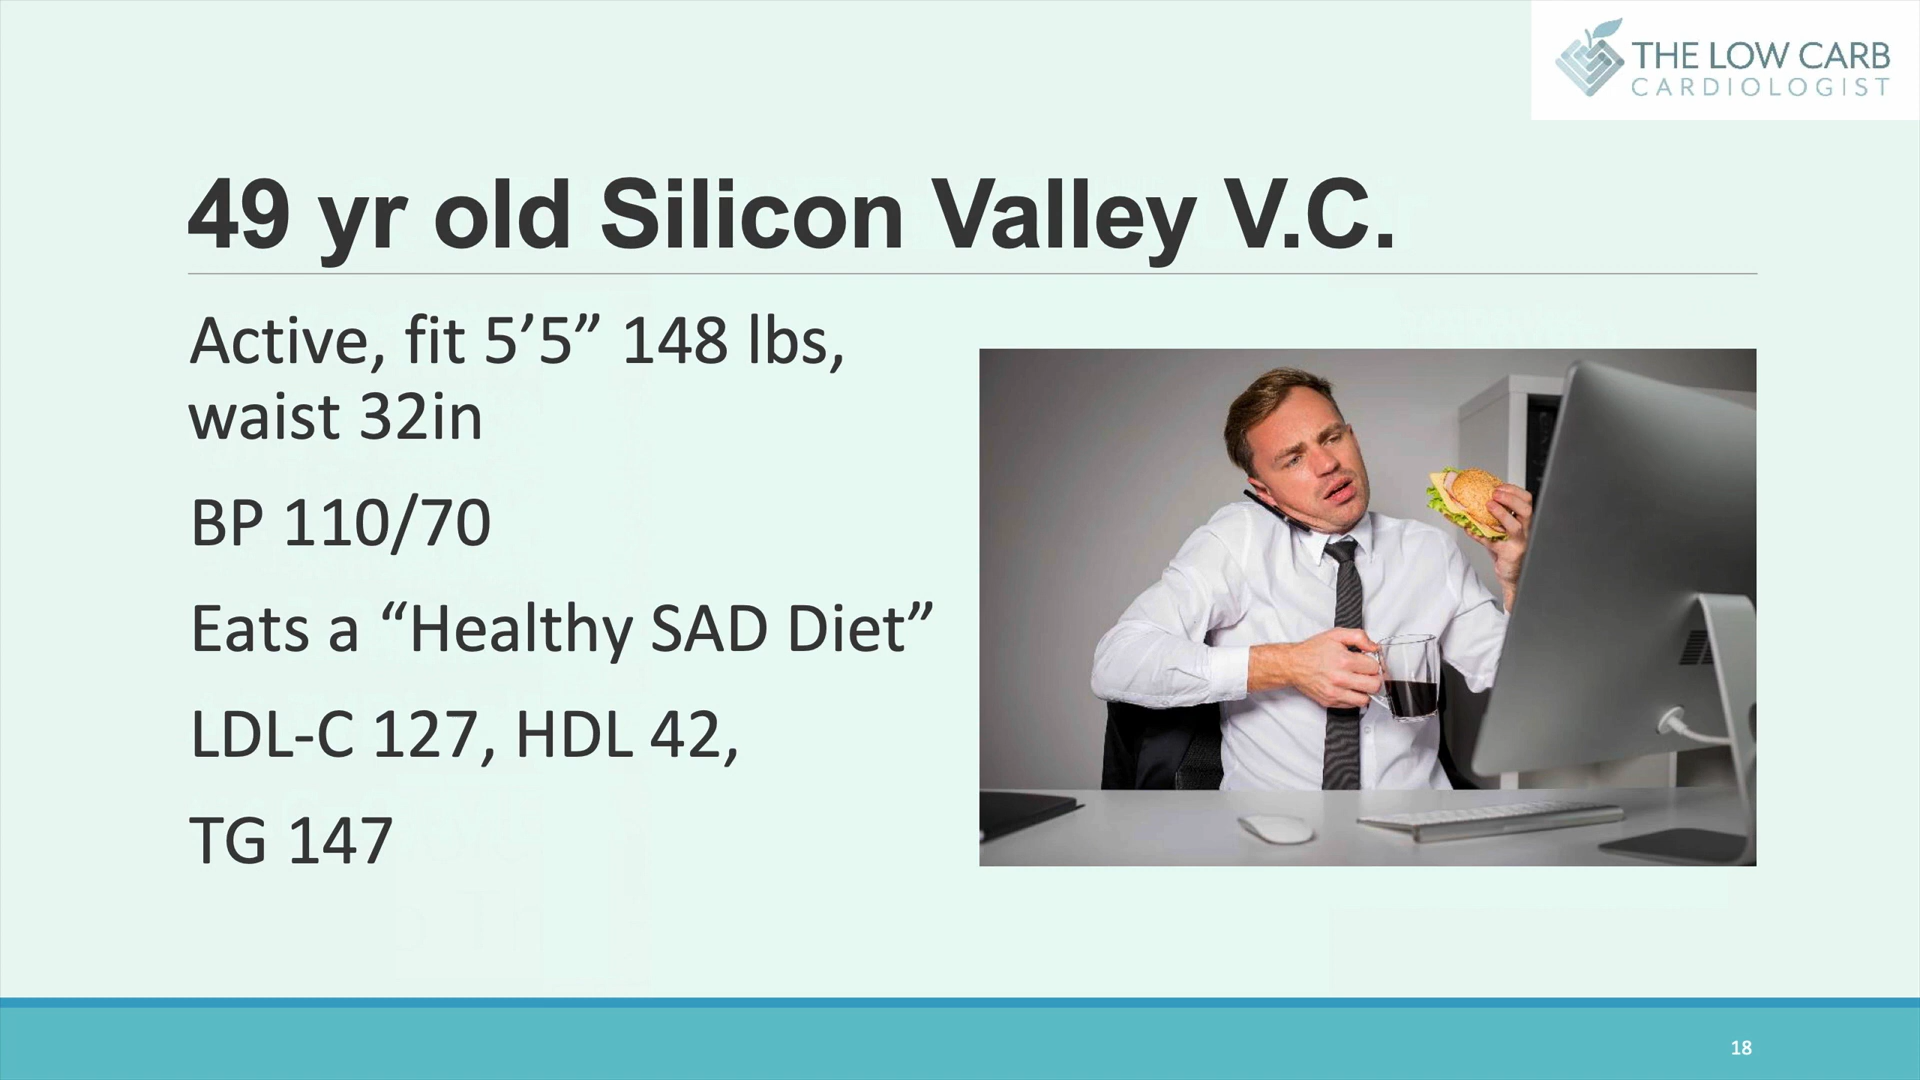 THE LOW CARB
CARDIOLOGIST
49 yr old Silicon Valley V.C.
Active, fit 5’5” 148 lbs,
waist 32in
BP 110/70
Eats a “Healthy SAD Diet”
LDL-C 127, HDL 42,
TG 147
18